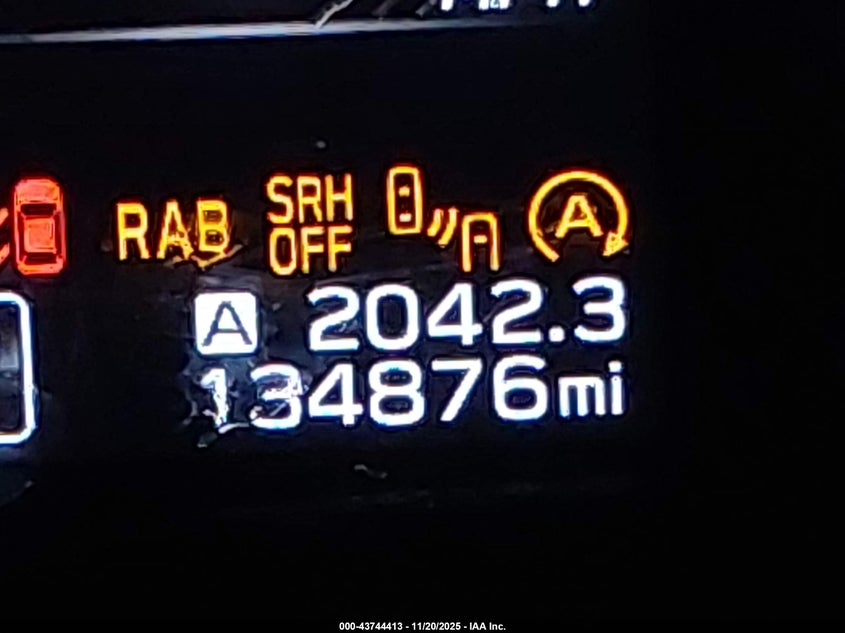 RAB SRH OFF A
A 2042.3
134876mi
000-43744413 - 11/20/2025 - IAA Inc.